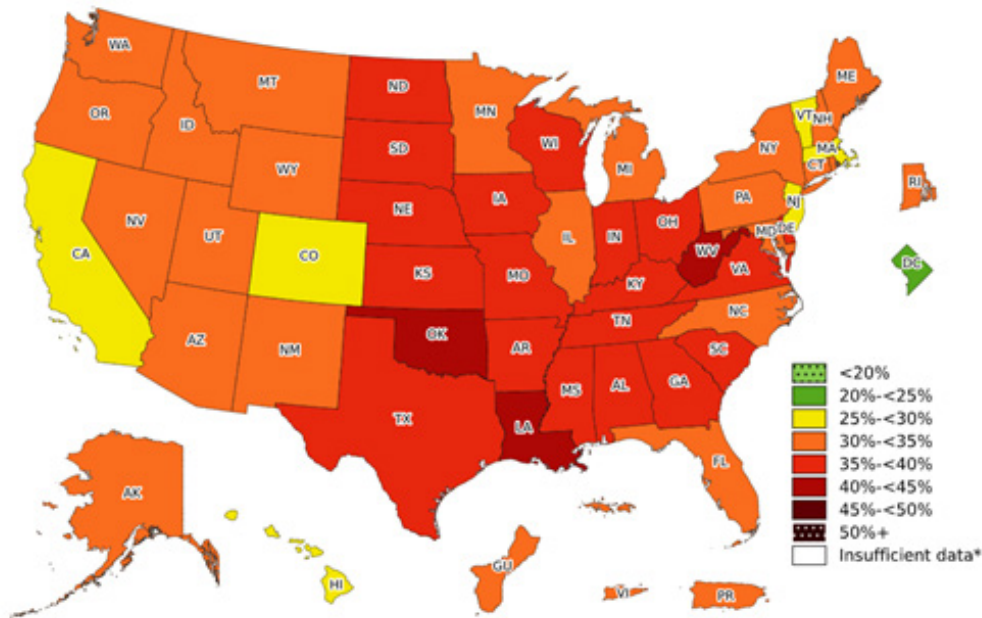 WA
MT
ND
MN
ME
VT
NH
OR
ID
SD
WI
NY
MA
CT
WY
MI
RI
IA
PA
NJ
NE
NV
UT
CO
IL
IN
OH
MD
DE
DC
CA
WV
VA
KS
MO
KY
NC
AZ
NM
OK
TN
AR
SC
MS
AL
GA
TX
LA
FL
AK
HI
GU
VI
PR
<20%
20%-<25%
25%-<30%
30%-<35%
35%-<40%
40%-<45%
45%-<50%
50%+
Insufficient data*